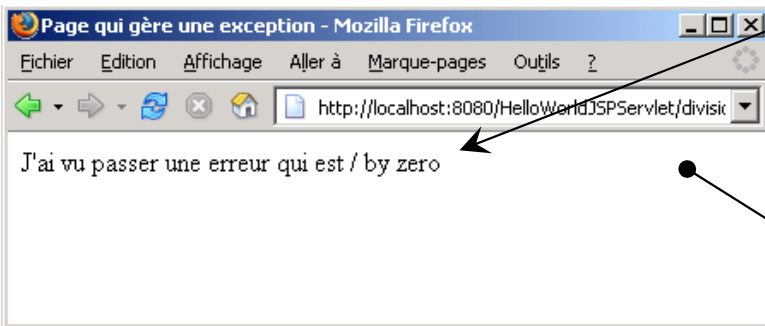 Page qui gère une exception - Mozilla Firefox
Fichier Edition Affichage Aller à Marque-pages Outils ?
http://localhost:8080/HelloWorldJSPServlet/divisic
J'ai vu passer une erreur qui est / by zero